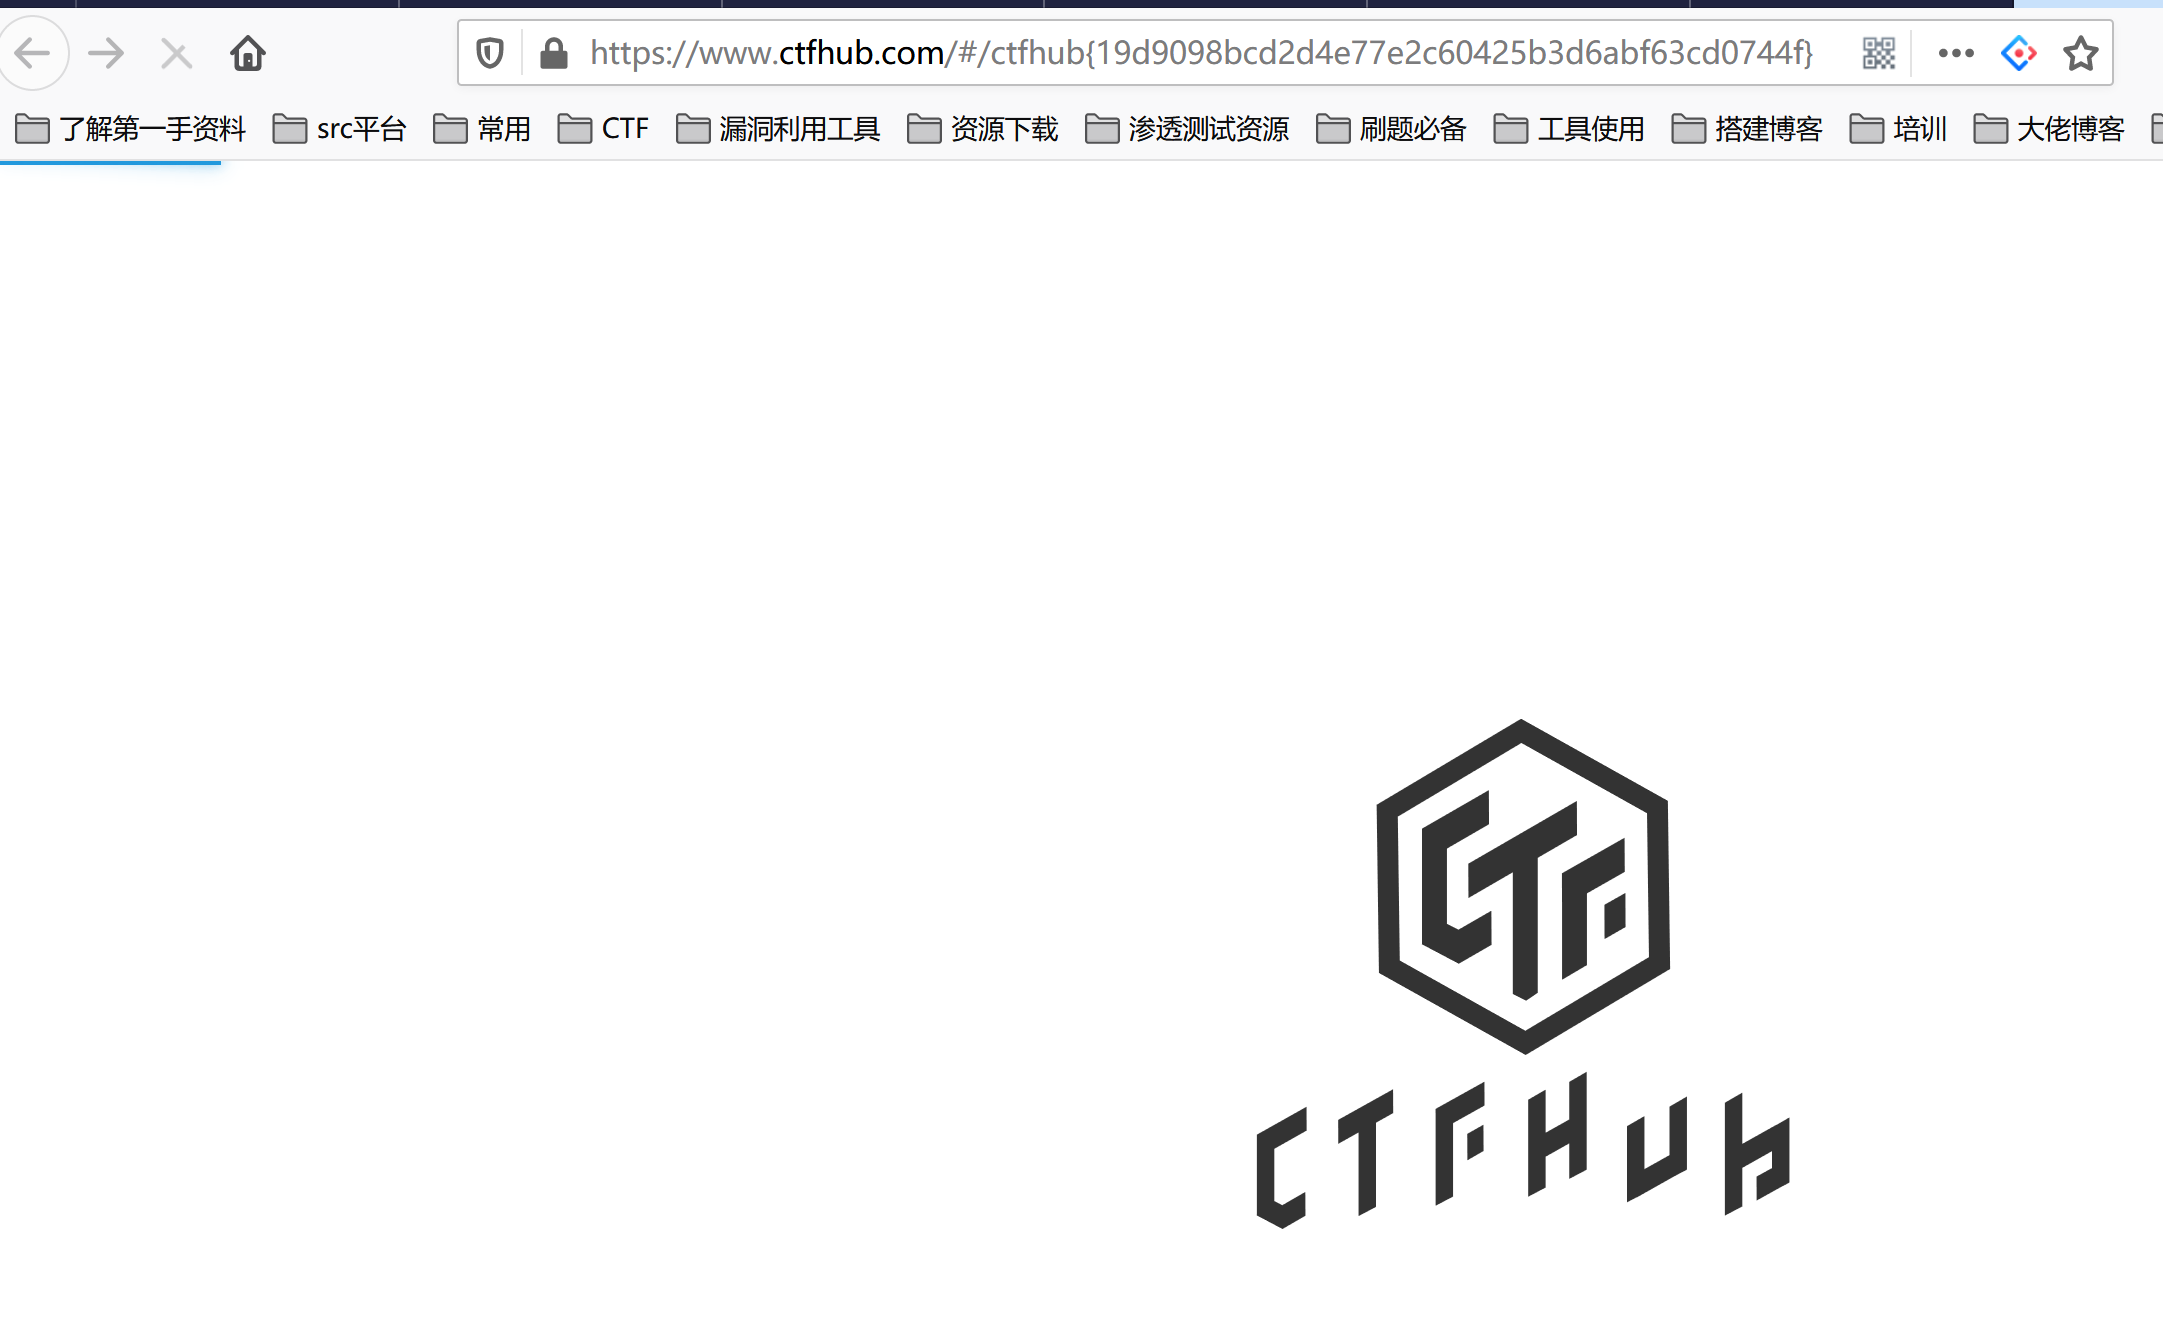 https://www.ctfhub.com/#/ctfhub{19d9098bcd2d4e77e2c60425b3d6abf63cd0744f}
了解第一手资料 src平台 常用 CTF 漏洞利用工具 资源下载 渗透测试资源 刷题必备 工具使用 搭建博客 培训 大佬博客
CTF
CTFHub